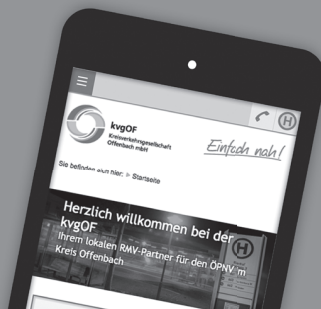 kvgOF
Kreisverkehrsgesellschaft
Offenbach mbH
Einfach nah!
Sie befinden sich hier: » Startseite
Herzlich willkommen bei der
kvgOF
Ihrem lokalen RMV-Partner für den ÖPNV m
Kreis Offenbach
H
H